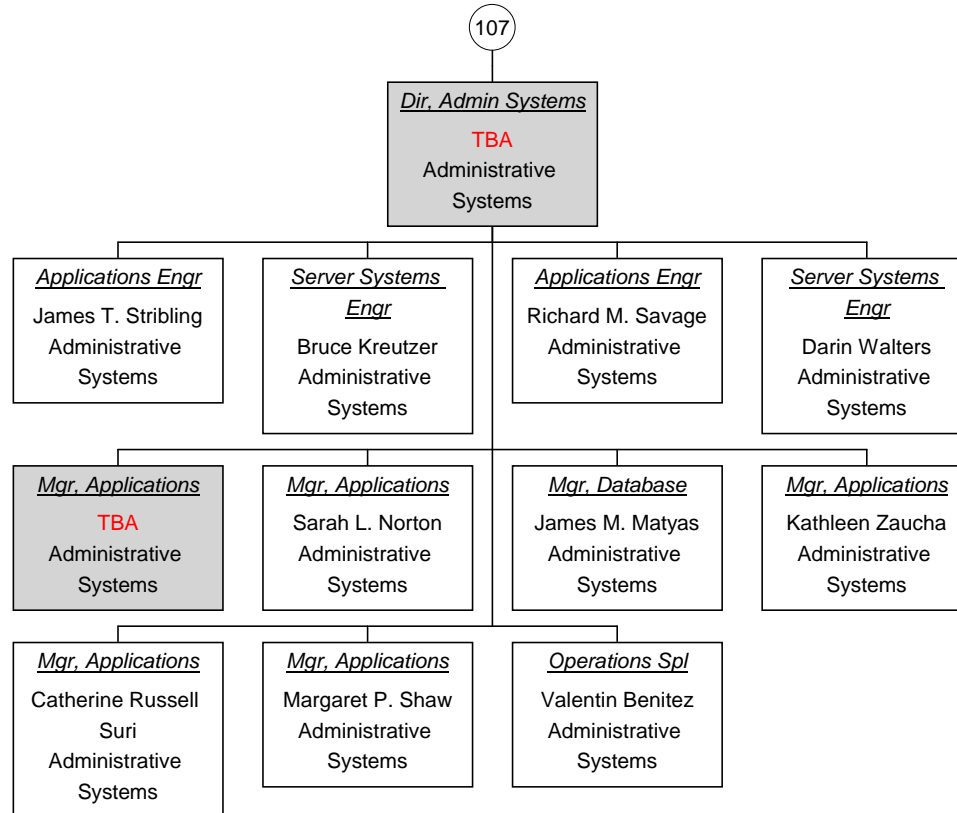 107
Dir, Admin Systems
TBA
Administrative
Systems
Applications Engr
James T. Stribling
Administrative
Systems
Server Systems
Engr
Bruce Kreutzer
Administrative
Systems
Applications Engr
Richard M. Savage
Administrative
Systems
Server Systems
Engr
Darin Walters
Administrative
Systems
Mgr, Applications
TBA
Administrative
Systems
Mgr, Applications
Sarah L. Norton
Administrative
Systems
Mgr, Database
James M. Matyas
Administrative
Systems
Mgr, Applications
Kathleen Zaucha
Administrative
Systems
Mgr, Applications
Catherine Russell
Suri
Administrative
Systems
Mgr, Applications
Margaret P. Shaw
Administrative
Systems
Operations Spl
Valentin Benitez
Administrative
Systems